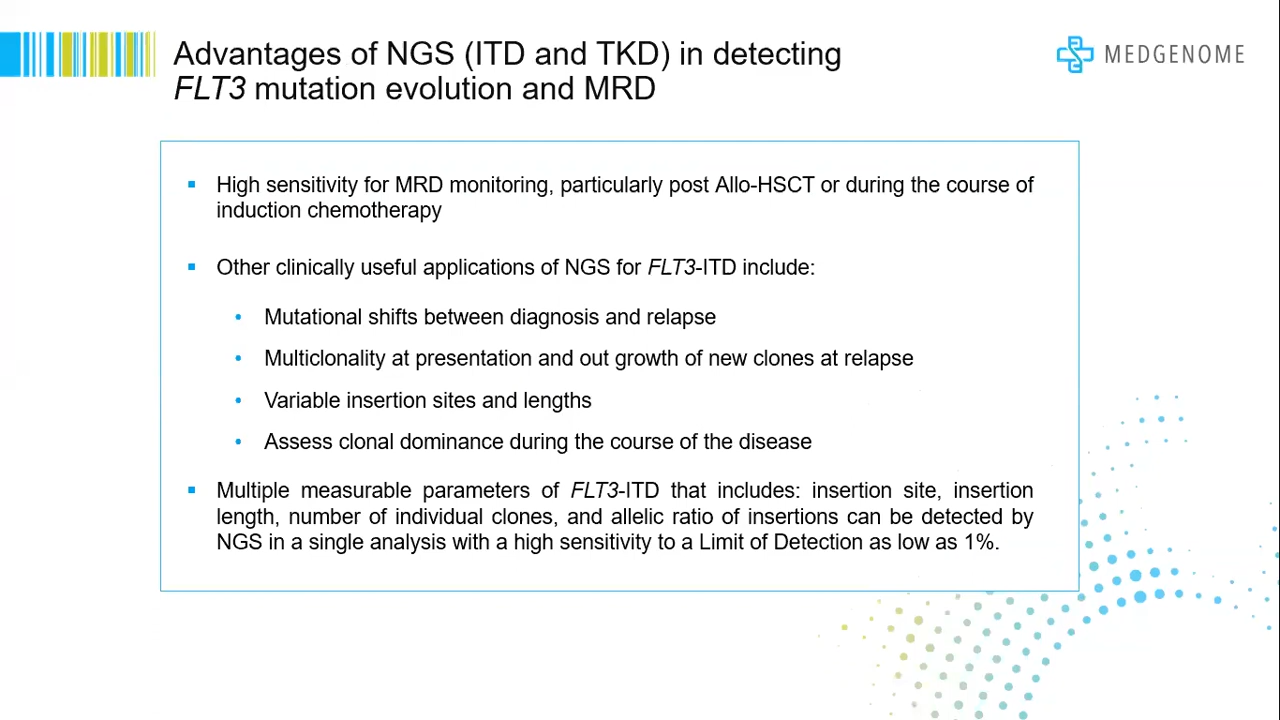 Advantages of NGS (ITD and TKD) in detecting
FLT3 mutation evolution and MRD
MEDGENOME
▪ High sensitivity for MRD monitoring, particularly post Allo-HSCT or during the course of
induction chemotherapy
▪ Other clinically useful applications of NGS for FLT3-ITD include:
• Mutational shifts between diagnosis and relapse
• Multiclonality at presentation and out growth of new clones at relapse
• Variable insertion sites and lengths
• Assess clonal dominance during the course of the disease
▪ Multiple measurable parameters of FLT3-ITD that includes: insertion site, insertion
length, number of individual clones, and allelic ratio of insertions can be detected by
NGS in a single analysis with a high sensitivity to a Limit of Detection as low as 1%.